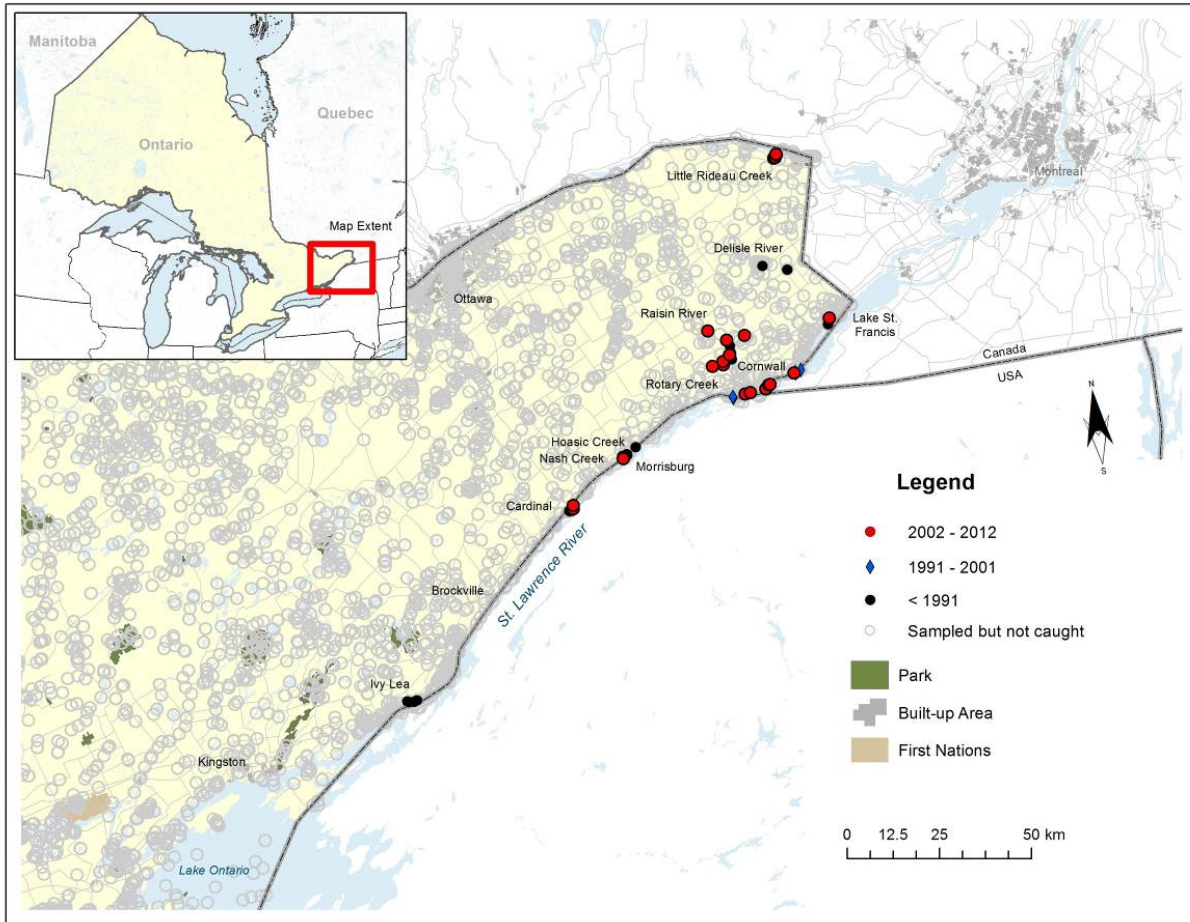 Manitoba
Ontario
Quebec
Map Extent
Little Rideau Creek
Montreal
Delisle River
Ottawa
Raisin River
Lake St.
Francis
Cornwall
Canada
USA
Rotary Creek
N
S
Hoasic Creek
Nash Creek
Morrisburg
Cardinal
St. Lawrence River
Brockville
Ivy Lea
Kingston
Lake Ontario
Legend
2002 - 2012
1991 - 2001
< 1991
Sampled but not caught
Park
Built-up Area
First Nations
0 12.5 25 50 km